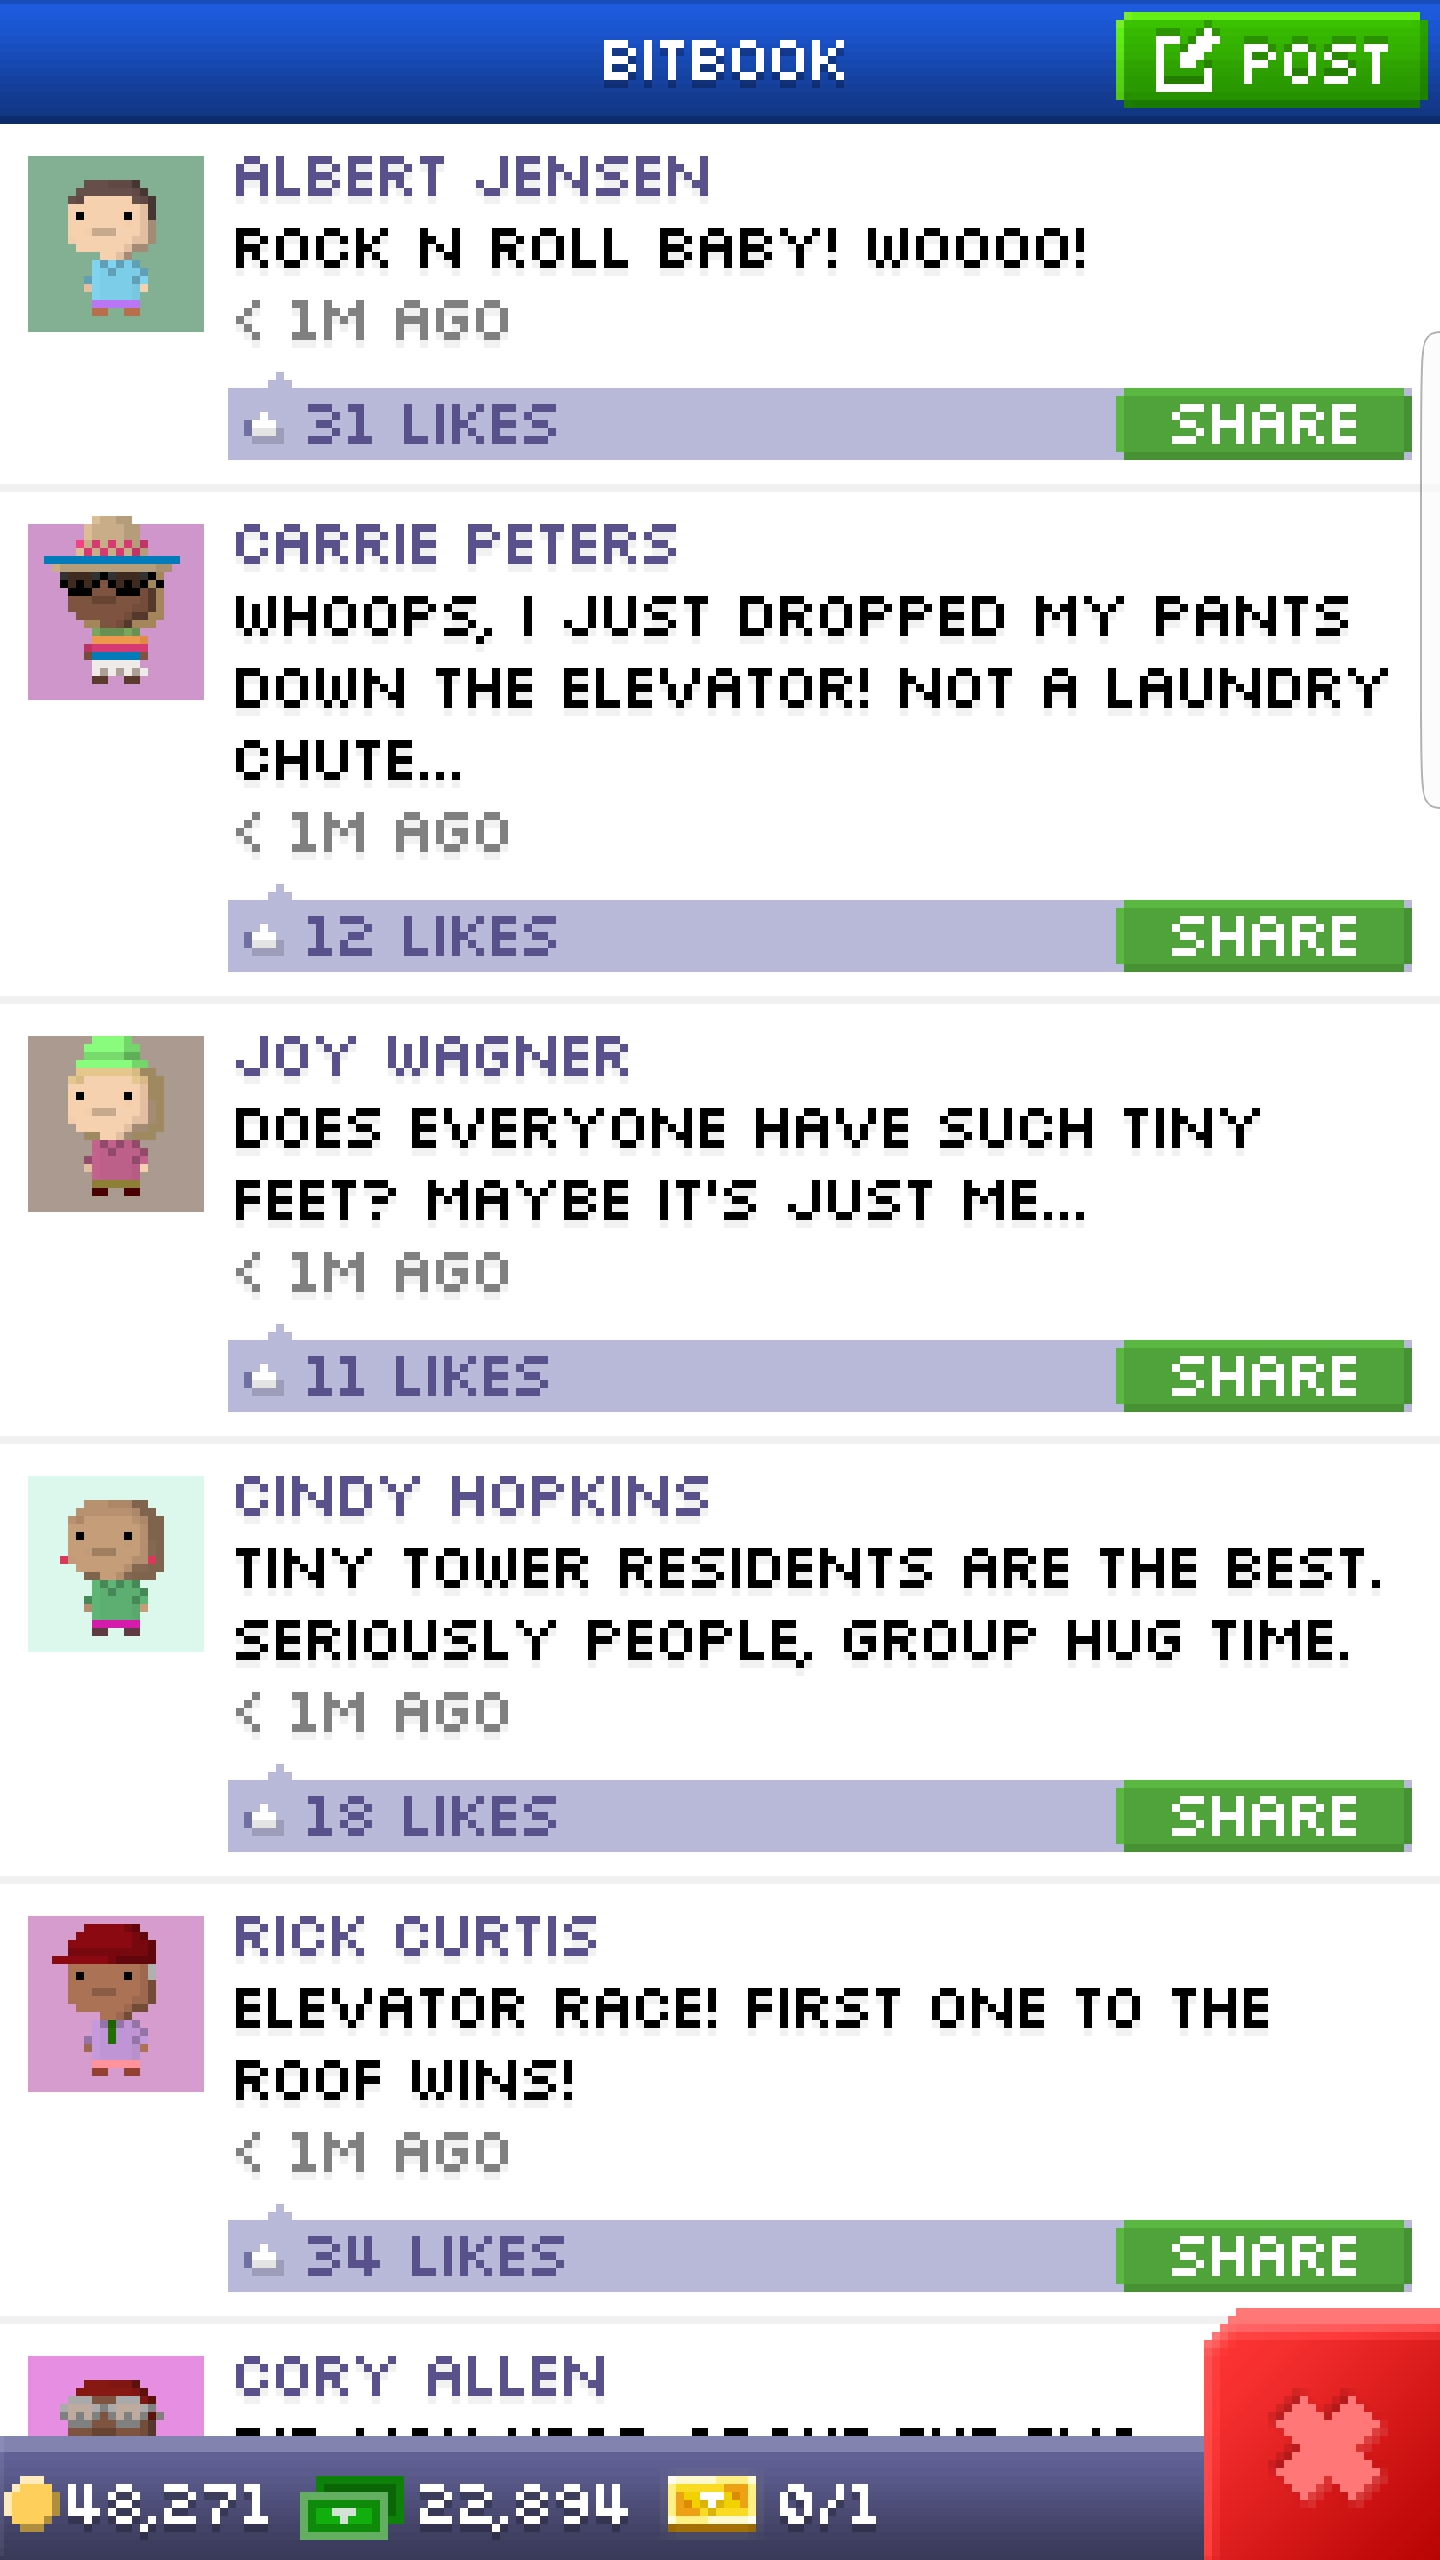 BITBOOK
POST
ALBERT JENSEN
ROCK N ROLL BABY! WOOOO!
< 1M AGO
31 LIKES
SHARE
CARRIE PETERS
WHOOPS, I JUST DROPPED MY PANTS
DOWN THE ELEVATOR! NOT A LAUNDRY
CHUTE...
< 1M AGO
12 LIKES
SHARE
JOY WAGNER
DOES EVERYONE HAVE SUCH TINY
FEET? MAYBE IT'S JUST ME...
< 1M AGO
11 LIKES
SHARE
CINDY HOPKINS
TINY TOWER RESIDENTS ARE THE BEST.
SERIOUSLY PEOPLE, GROUP HUG TIME.
< 1M AGO
18 LIKES
SHARE
RICK CURTIS
ELEVATOR RACE! FIRST ONE TO THE
ROOF WINS!
< 1M AGO
34 LIKES
SHARE
CORY ALLEN
48,271
22,894
0/1